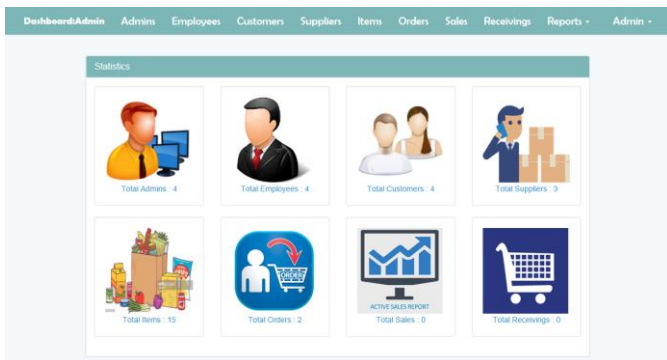 Dashboard:Admin Admins Employees Customers Suppliers Items Orders Sales Receivings Reports Admin
Statistics
Total Admins : 4 Total Employees : 4 Total Customers : 4 Total Suppliers : 3
ORDER
ACTIVE SALES REPORT
Total Items : 15 Total Orders : 2 Total Sales : 0 Total Receivings : 0